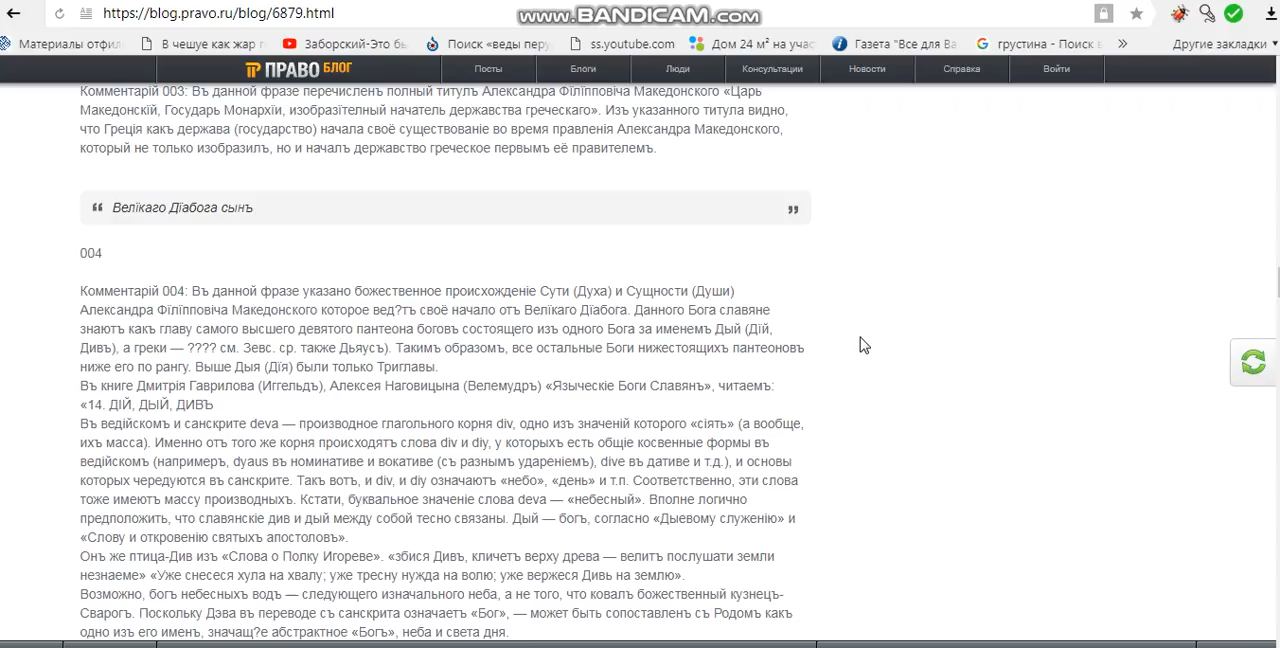 https://blog.pravo.ru/blog/6879.html
www.BANDICAM.com
Материалы отфил
В чешуе как жар г
Заборский-Это бы
Поиск «веды перу
ss.youtube.com
Дом 24 м² на учас
Газета "Все для Ва
грустина - Поиск в
Другие закладки
ПРАВО БЛОГ
Посты
Блоги
Люди
Консультации
Новости
Справка
Войти
Комментарій 003: Въ данной фразе перечисленъ полный титулъ Александра Фїлїпповіча Македонского «Царь
Македонскій, Государь Монархїи, изобразїтелный начатель державства греческаго». Изъ указанного титула видно,
что Греція какъ держава (государство) начала своё существованіе во время правленія Александра Македонского,
который не только изобразилъ, но и началъ державство греческое первымъ её правителемъ.
“ Велїкаго Дїабога сынъ ”
004
Комментарій 004: Въ данной фразе указано божественное происхожденіе Сути (Духа) и Сущности (Души)
Александра Фїлїпповіча Македонского которое вед?тъ своё начало отъ Велїкаго Дїабога. Данного Бога славяне
знаютъ какъ главу самого высшего девятого пантеона боговъ состоящего изъ одного Бога за именемъ Дый (Дїй,
Дивъ), а греки — ???? см. Зевс. ср. также Дьяусъ). Такимъ образомъ, все остальные Боги нижестоящихъ пантеоновъ
ниже его по рангу. Выше Дыя (Дїя) были только Триглавы.
Въ книге Дмитрія Гаврилова (Иггельдъ), Алексея Наговицына (Велемудръ) «Языческіе Боги Славянъ», читаемъ:
«14. ДІЙ, ДЫЙ, ДИВЪ
Въ ведійскомъ и санскрите deva — производное глагольного корня div, одно изъ значеній которого «сіять» (а вообще,
ихъ масса). Именно отъ того же корня происходятъ слова div и diy, у которыхъ есть общіе косвенные формы въ
ведійскомъ (напримеръ, dyaus въ номинативе и вокативе (съ разнымъ удареніемъ), dive въ дативе и т.д.), и основы
которых чередуются въ санскрите. Такъ вотъ, и div, и diy означаютъ «небо», «день» и т.п. Соответственно, эти слова
тоже имеютъ массу производныхъ. Кстати, буквальное значеніе слова deva — «небесный». Вполне логично
предположить, что славянскіе див и дый между собой тесно связаны. Дый — богъ, согласно «Дыевому служенію» и
«Слову и откровенію святыхъ апостоловъ».
Онъ же птица-Див изъ «Слова о Полку Игореве». «збися Дивъ, кличетъ верху древа — велитъ послушати земли
незнаеме» «Уже снесеся хула на хвалу; уже тресну нужда на волю; уже вержеся Дивь на землю».
Возможно, богъ небесныхъ водъ — следующего изначального неба, а не того, что ковалъ божественный кузнецъ-
Сварогъ. Поскольку Дэва въ переводе съ санскрита означаетъ «Бог», — может быть сопоставленъ съ Родомъ какъ
одно изъ его именъ, значащ?е абстрактное «Богъ», неба и света дня.